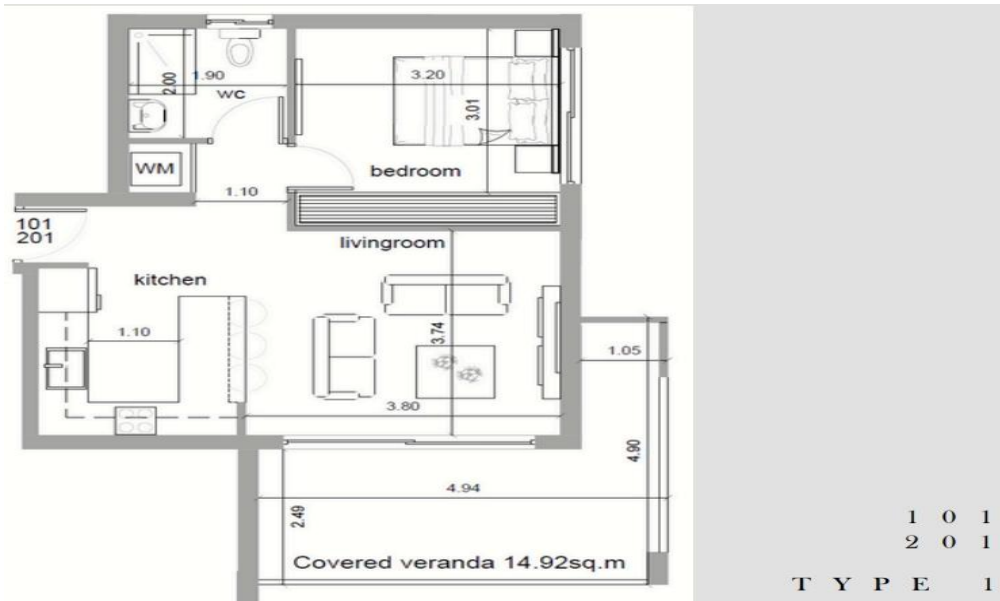 1.90
2.00
wc
3.20
3.01
WM
bedroom
1.10
101
201
livingroom
kitchen
1.10
3.74
1.05
3.80
4.90
4.94
2.49
Covered veranda 14.92sq.m
1 0 1
2 0 1
T Y P E 1